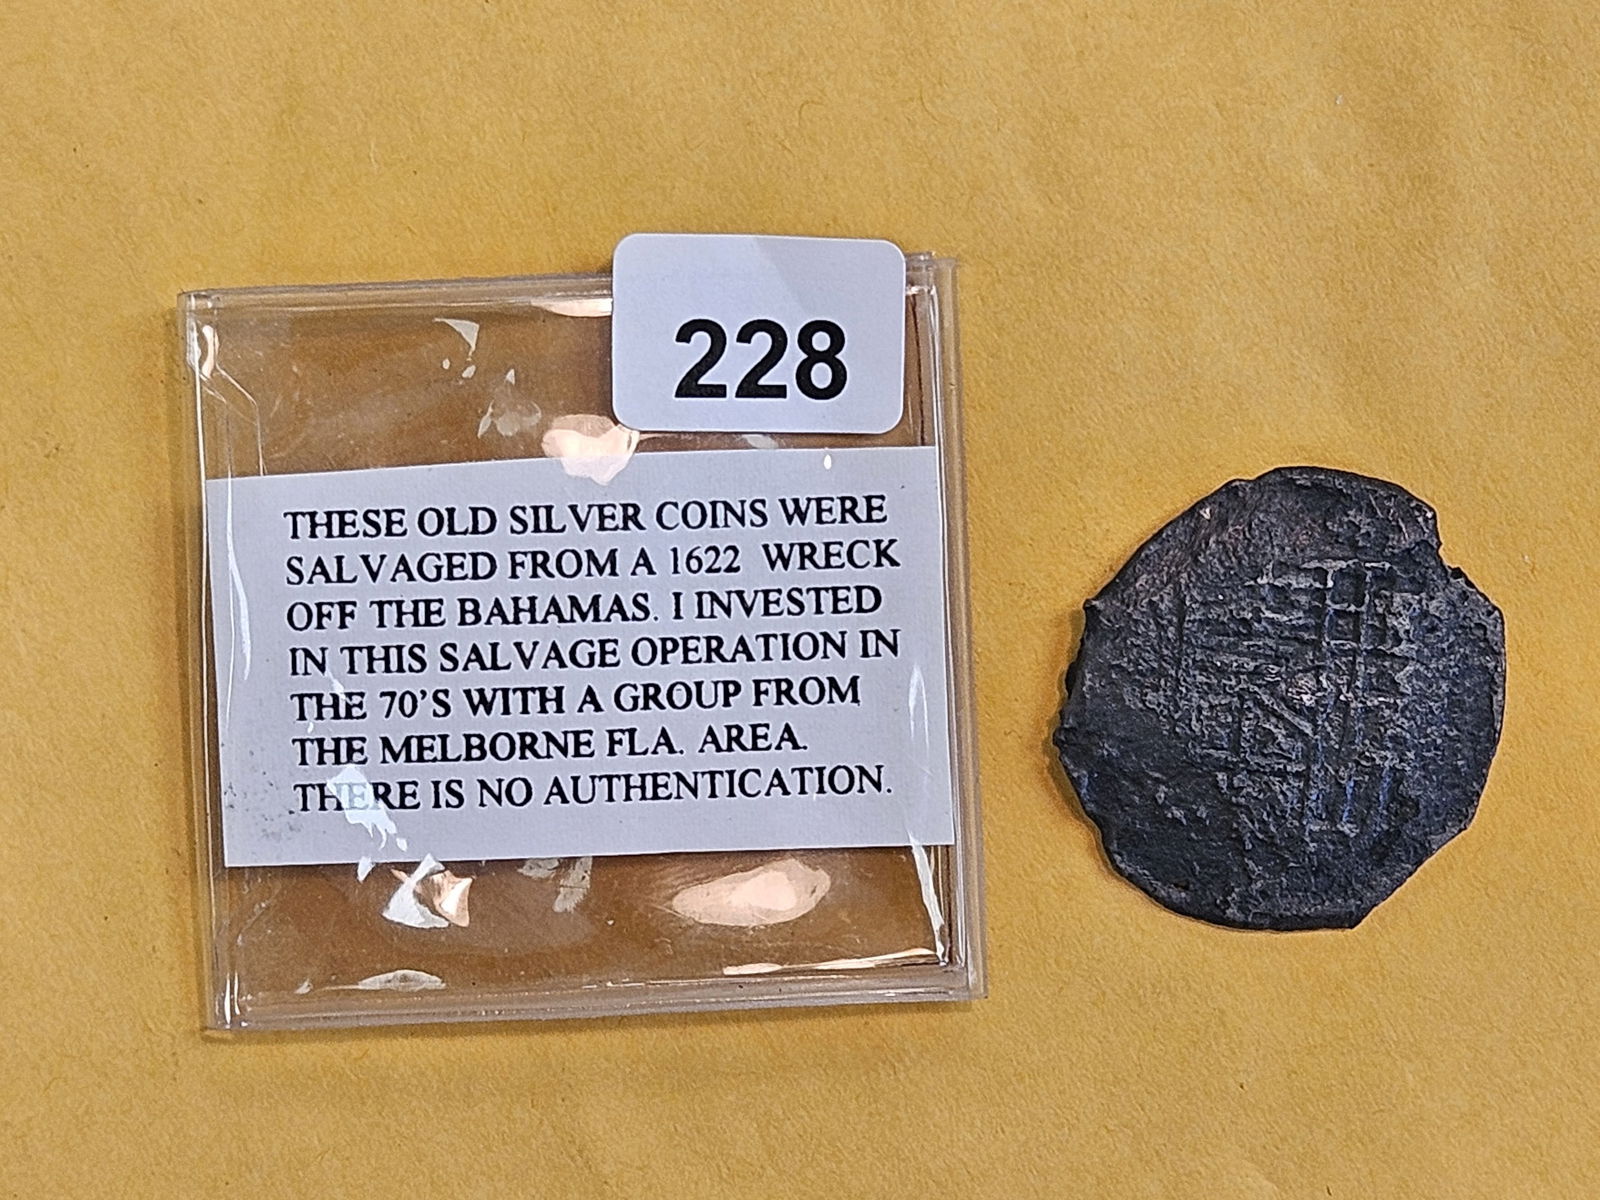 228
THESE OLD SILVER COINS WERE
SALVAGED FROM A 1622 WRECK
OFF THE BAHAMAS. I INVESTED
IN THIS SALVAGE OPERATION IN
THE 70'S WITH A GROUP FROM
THE MELBORNE FLA. AREA.
THERE IS NO AUTHENTICATION.